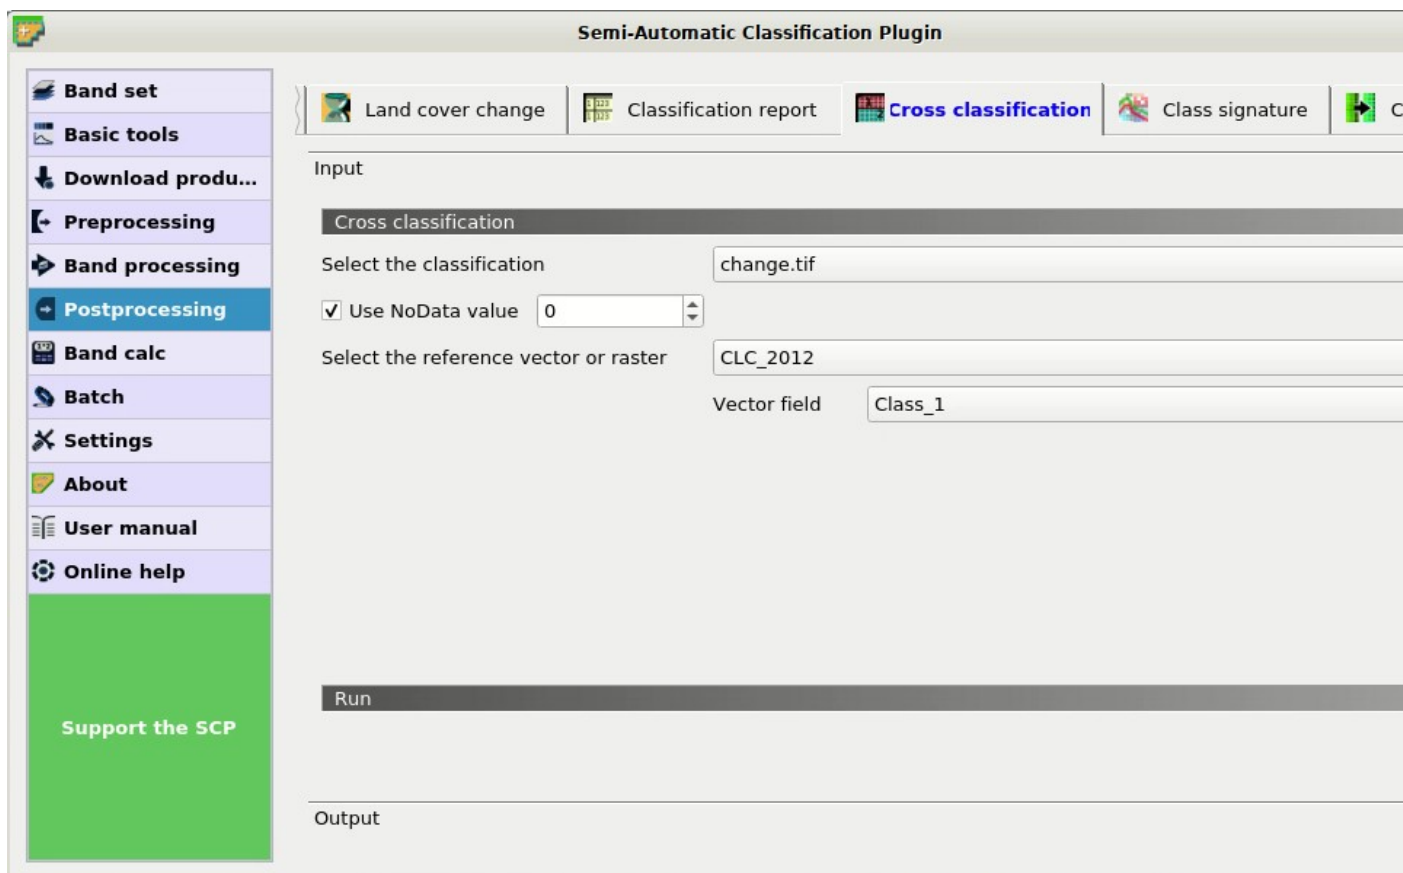 Semi-Automatic Classification Plugin
Band set
Basic tools
Download produ...
Preprocessing
Band processing
Postprocessing
Band calc
Batch
Settings
About
User manual
Online help
Support the SCP
Land cover change
Classification report
Cross classification
Class signature
C
Input
Cross classification
Select the classification
change.tif
Use NoData value
0
Select the reference vector or raster
CLC_2012
Vector field
Class_1
Run
Output